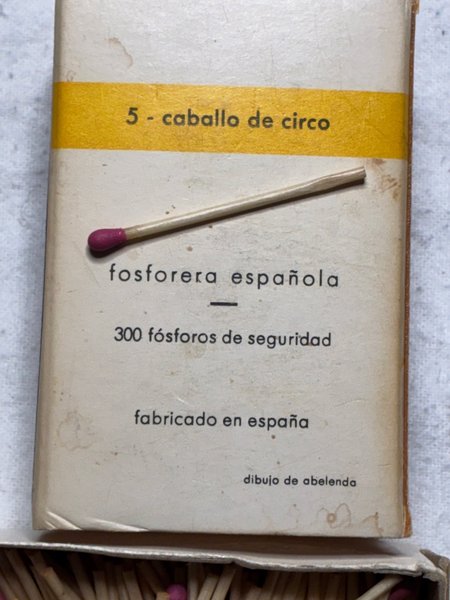 5 - caballo de circo
fosforera española
300 fósforos de seguridad
fabricado en españa
dibujo de abelenda